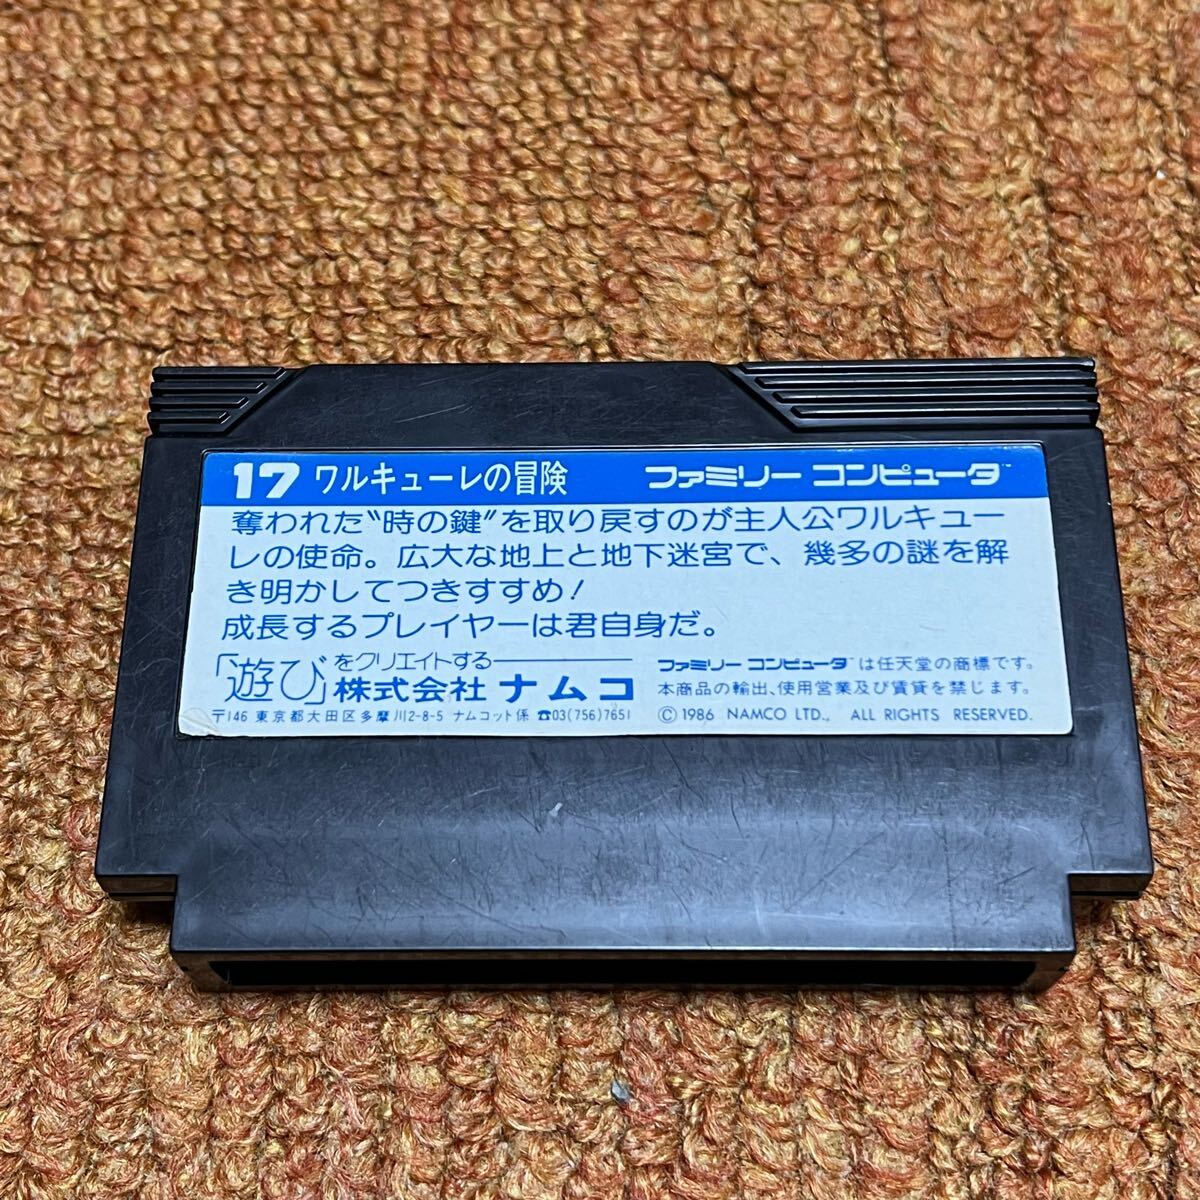 17 ワルキューレの冒険 ファミリー コンピュータ™
奪われた〝時の鍵〟を取り戻すのが主人公ワルキュー
レの使命。広大な地上と地下迷宮で、幾多の謎を解
き明かしてつきすすめ!
成長するプレイヤーは君自身だ。
「遊び」をクリエイトする
株式会社 ナムコ
〒146 東京都大田区多摩川2-8-5 ナムコット係 ☎03(756)7651
ファミリー コンピュータ™は任天堂の商標です。
本商品の輸出、使用営業及び賃貸を禁じます。
© 1986 NAMCO LTD., ALL RIGHTS RESERVED.